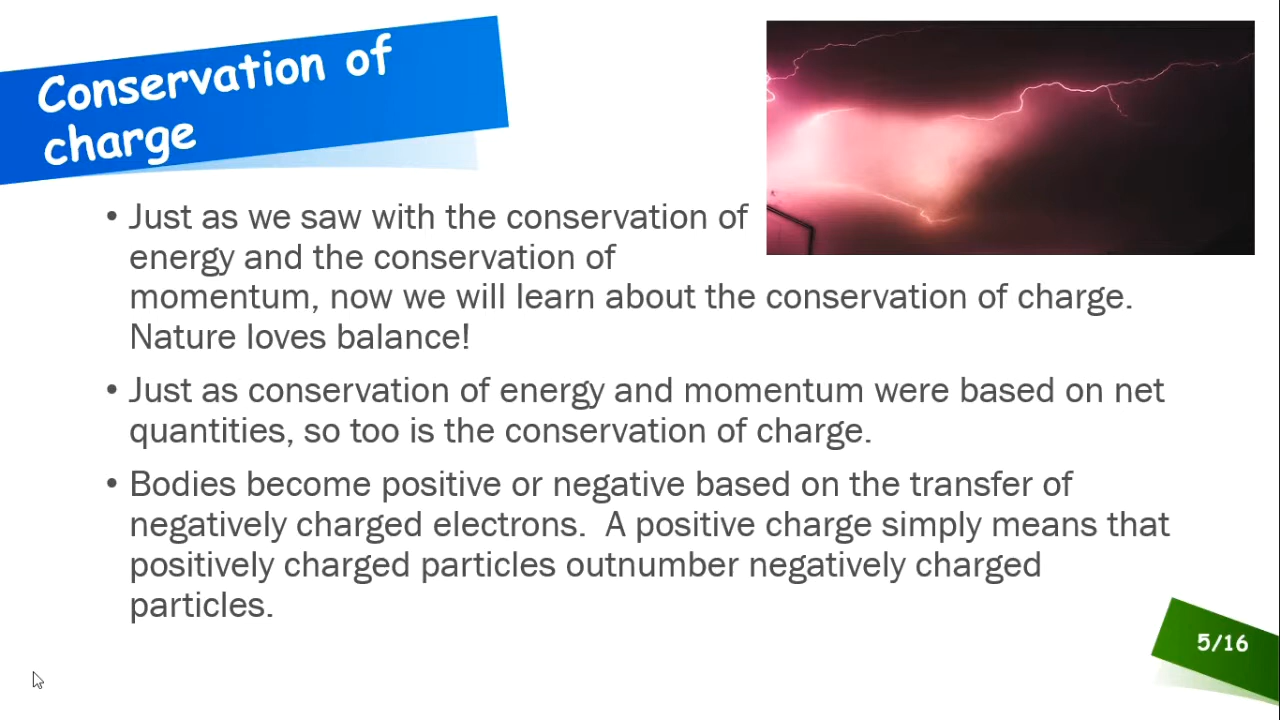 Conservation of
charge
• Just as we saw with the conservation of
energy and the conservation of
momentum, now we will learn about the conservation of charge.
Nature loves balance!
• Just as conservation of energy and momentum were based on net
quantities, so too is the conservation of charge.
• Bodies become positive or negative based on the transfer of
negatively charged electrons.  A positive charge simply means that
positively charged particles outnumber negatively charged
particles.
5/16